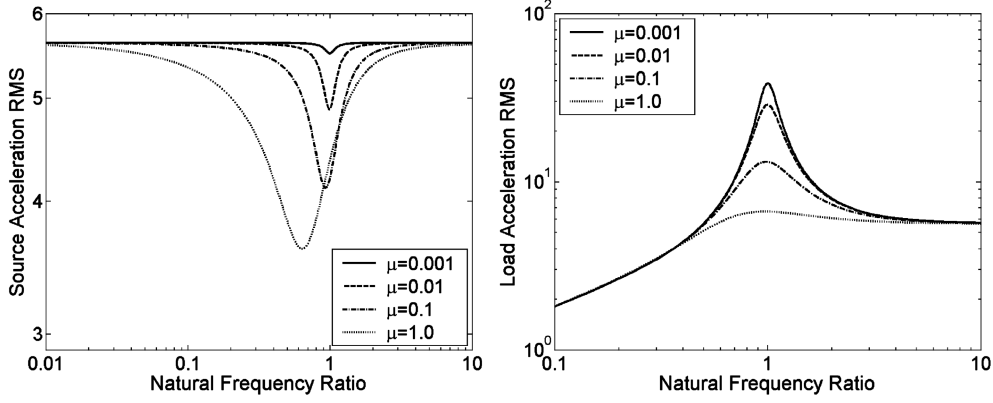 Source Acceleration RMS
6
5
4
3
μ=0.001
μ=0.01
μ=0.1
μ=1.0
0.01
0.1
1
10
Natural Frequency Ratio
Load Acceleration RMS
10²
10¹
10⁰
μ=0.001
μ=0.01
μ=0.1
μ=1.0
0.1
1
10
Natural Frequency Ratio